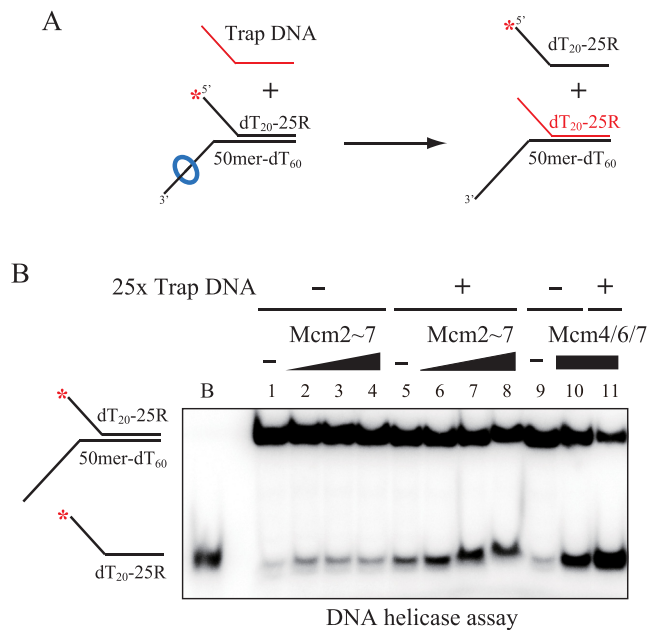 A
Trap DNA
+
* 5'
dT20-25R
50mer-dT60
3'
* 5'
dT20-25R
+
dT20-25R
50mer-dT60
3'
B
25x Trap DNA − + − +
Mcm2~7 Mcm2~7 Mcm4/6/7
− − −
B 1 2 3 4 5 6 7 8 9 10 11
*
dT20-25R
50mer-dT60
*
dT20-25R
DNA helicase assay